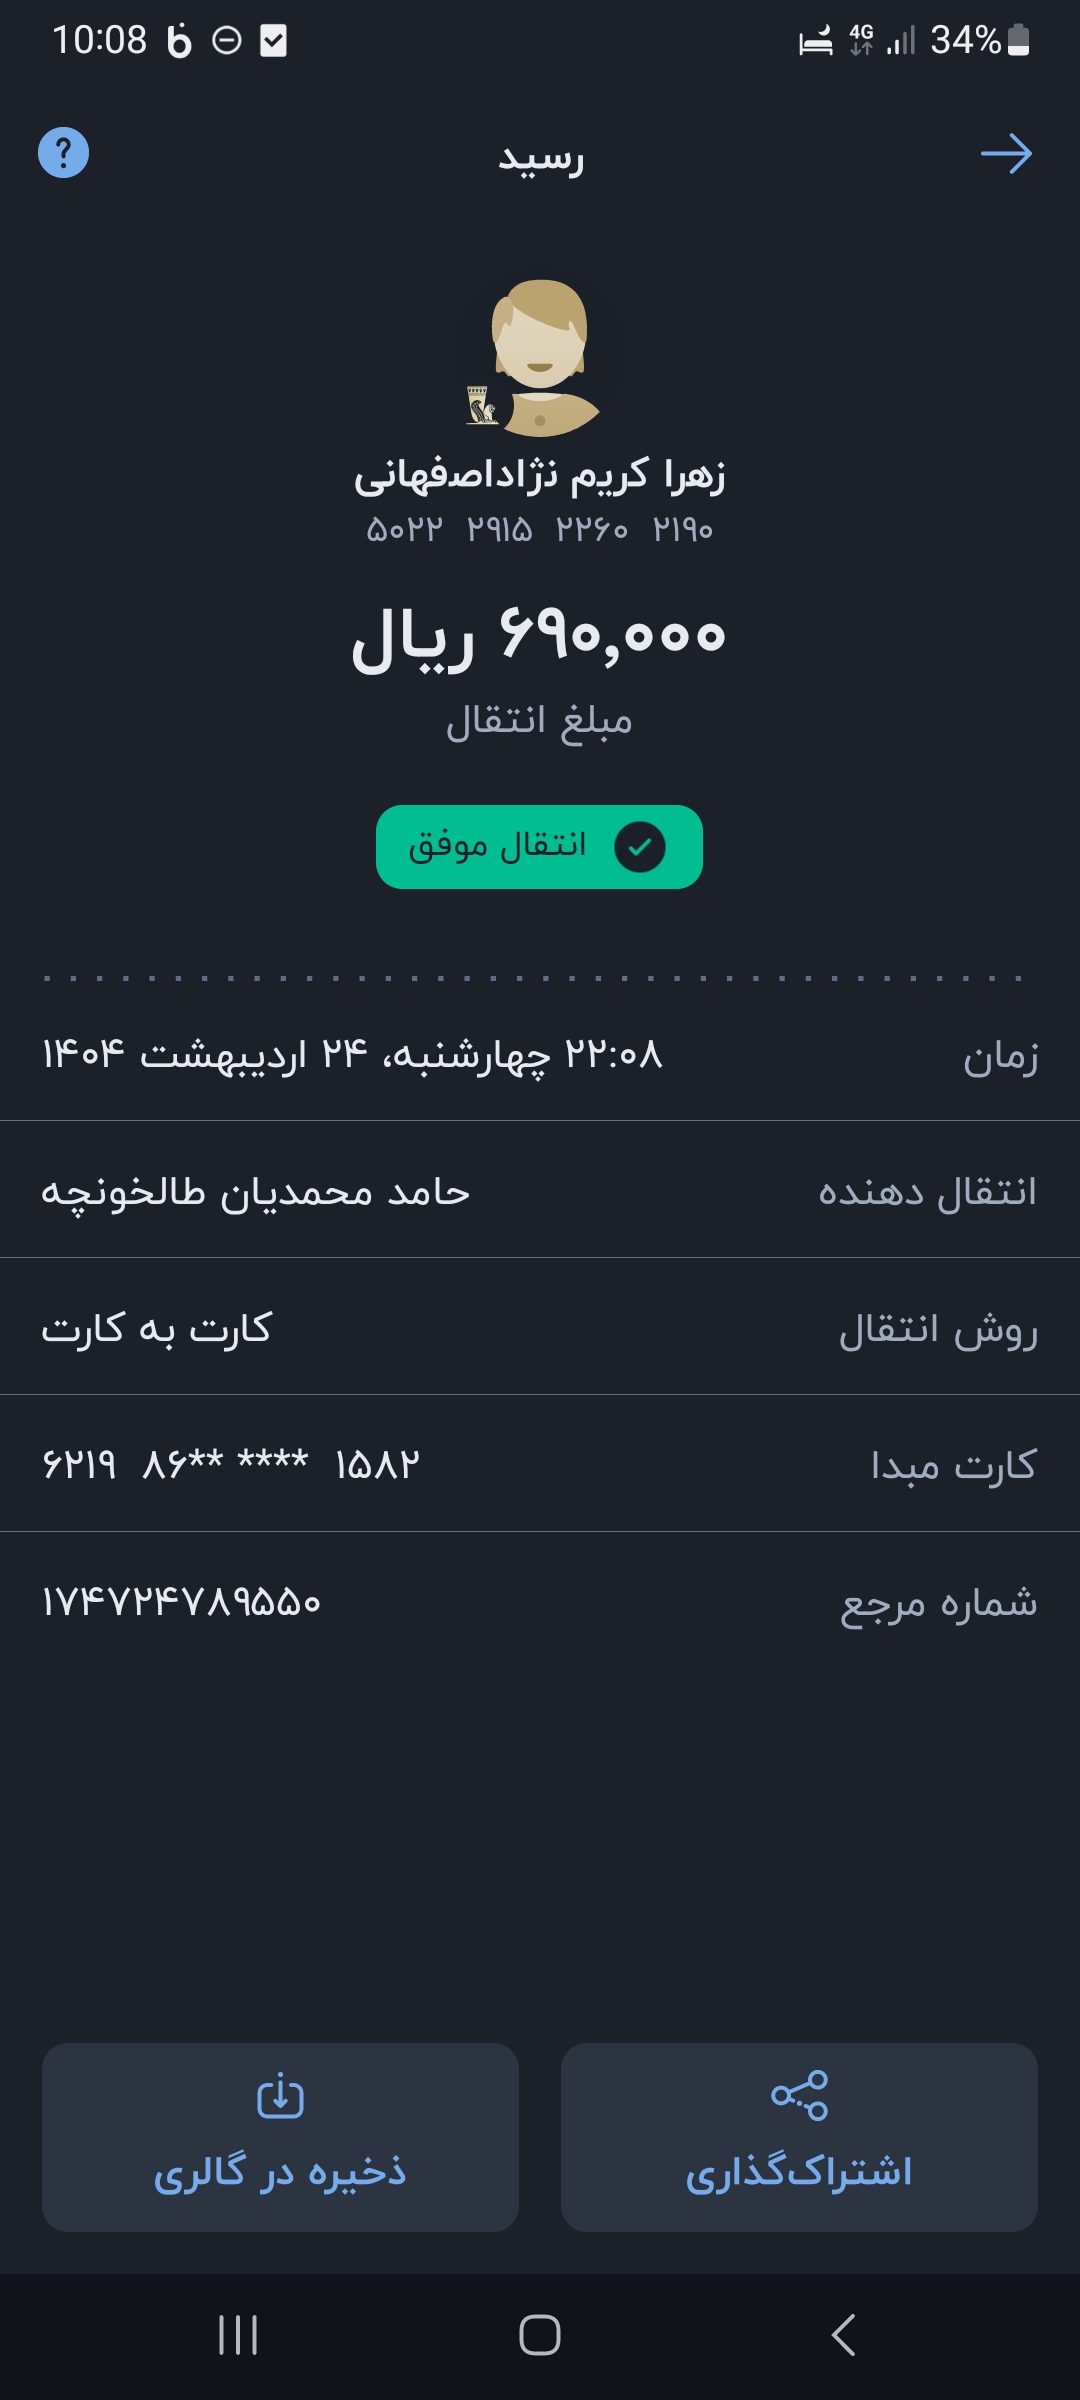 10:08 4G 34%
رسید
زهرا کریم نژاداصفهانی
۵۰۲۲ ۲۹۱۵ ۲۲۶۰ ۲۱۹۰
۶۹۰,۰۰۰ ریال
مبلغ انتقال
انتقال موفق
زمان ۲۲:۰۸ چهارشنبه، ۲۴ اردیبهشت ۱۴۰۴
انتقال دهنده حامد محمدیان طالخونچه
روش انتقال کارت به کارت
کارت مبدا ۶۲۱۹ ۸۶** **** ۱۵۸۲
شماره مرجع ۱۷۴۷۲۴۷۸۹۵۵۰
اشتراک‌گذاری ذخیره در گالری